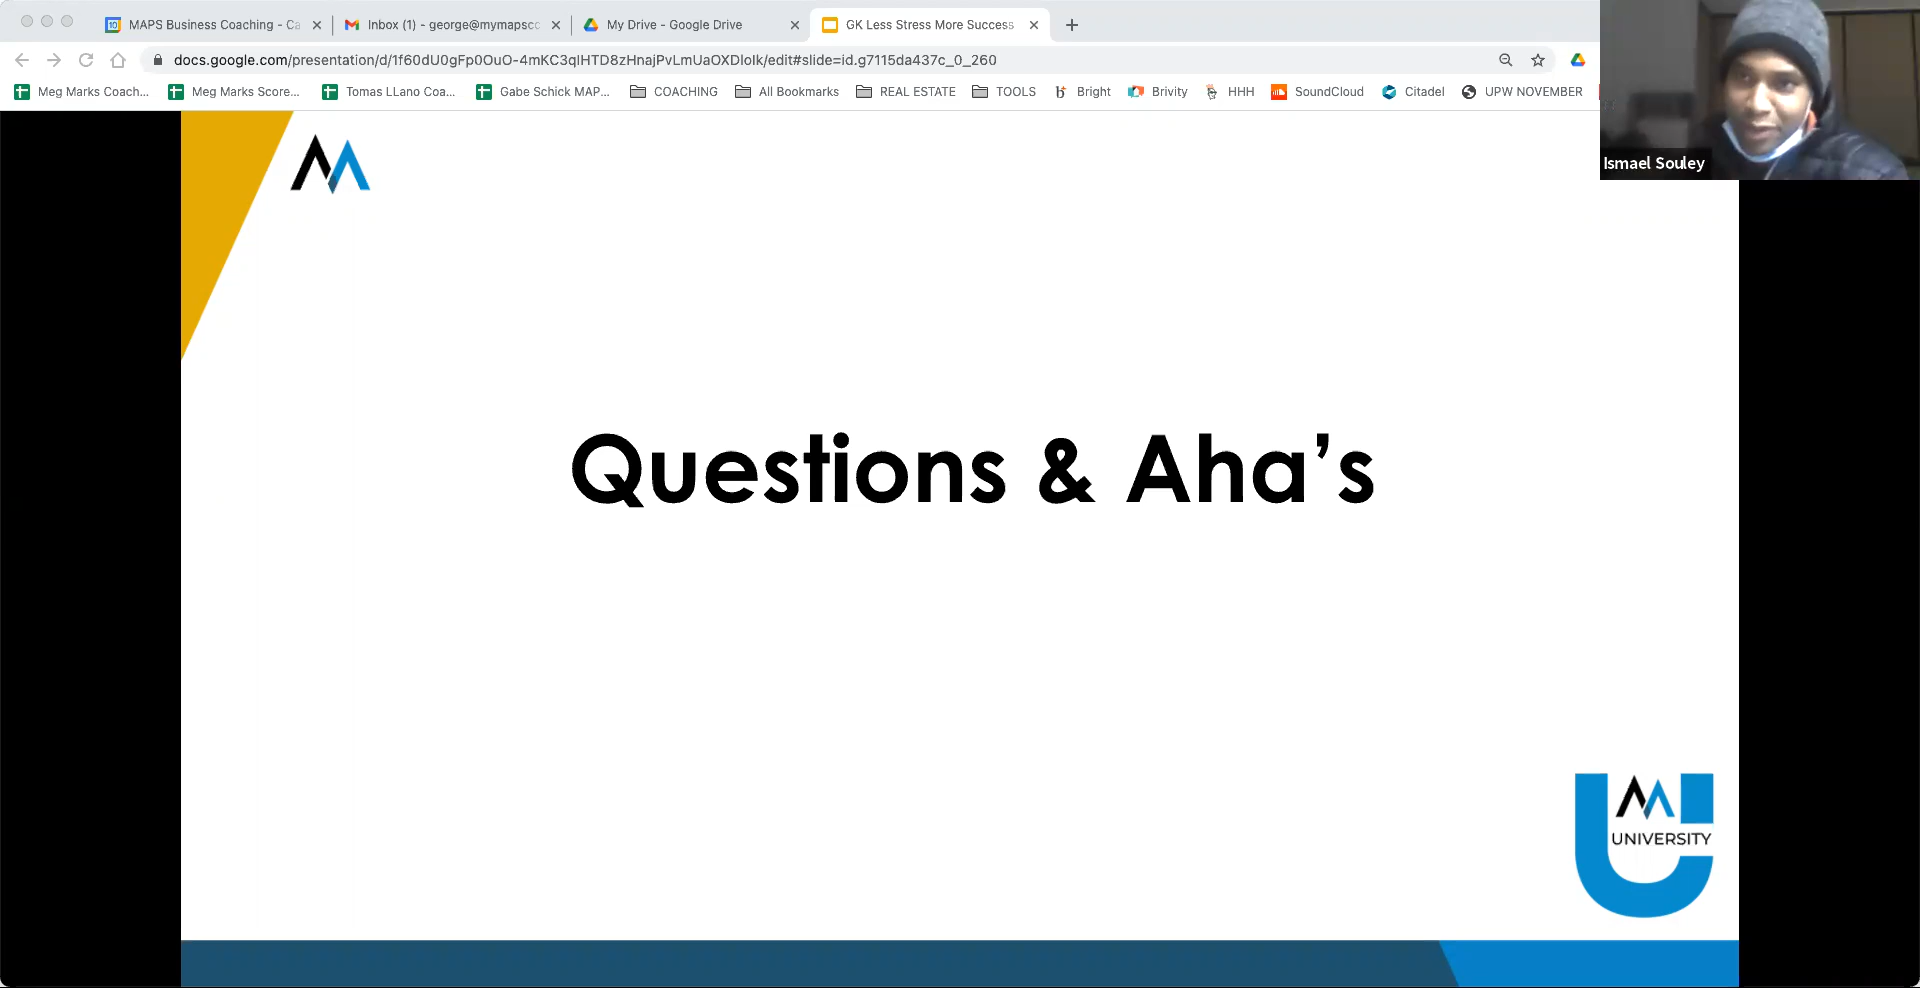 MAPS Business Coaching - Ca
Inbox (1) - george@mymapscc
My Drive - Google Drive
GK Less Stress More Success
docs.google.com/presentation/d/1f60dU0gFp0OuO-4mKC3qlHTD8zHnajPvLmUaOXDIoIk/edit#slide=id.g7115da437c_0_260
Meg Marks Coach...
Meg Marks Score...
Tomas LLano Coa...
Gabe Schick MAP...
COACHING
All Bookmarks
REAL ESTATE
TOOLS
Bright
Brivity
HHH
SoundCloud
Citadel
UPW NOVEMBER
Ismael Souley
Questions & Aha’s
UNIVERSITY